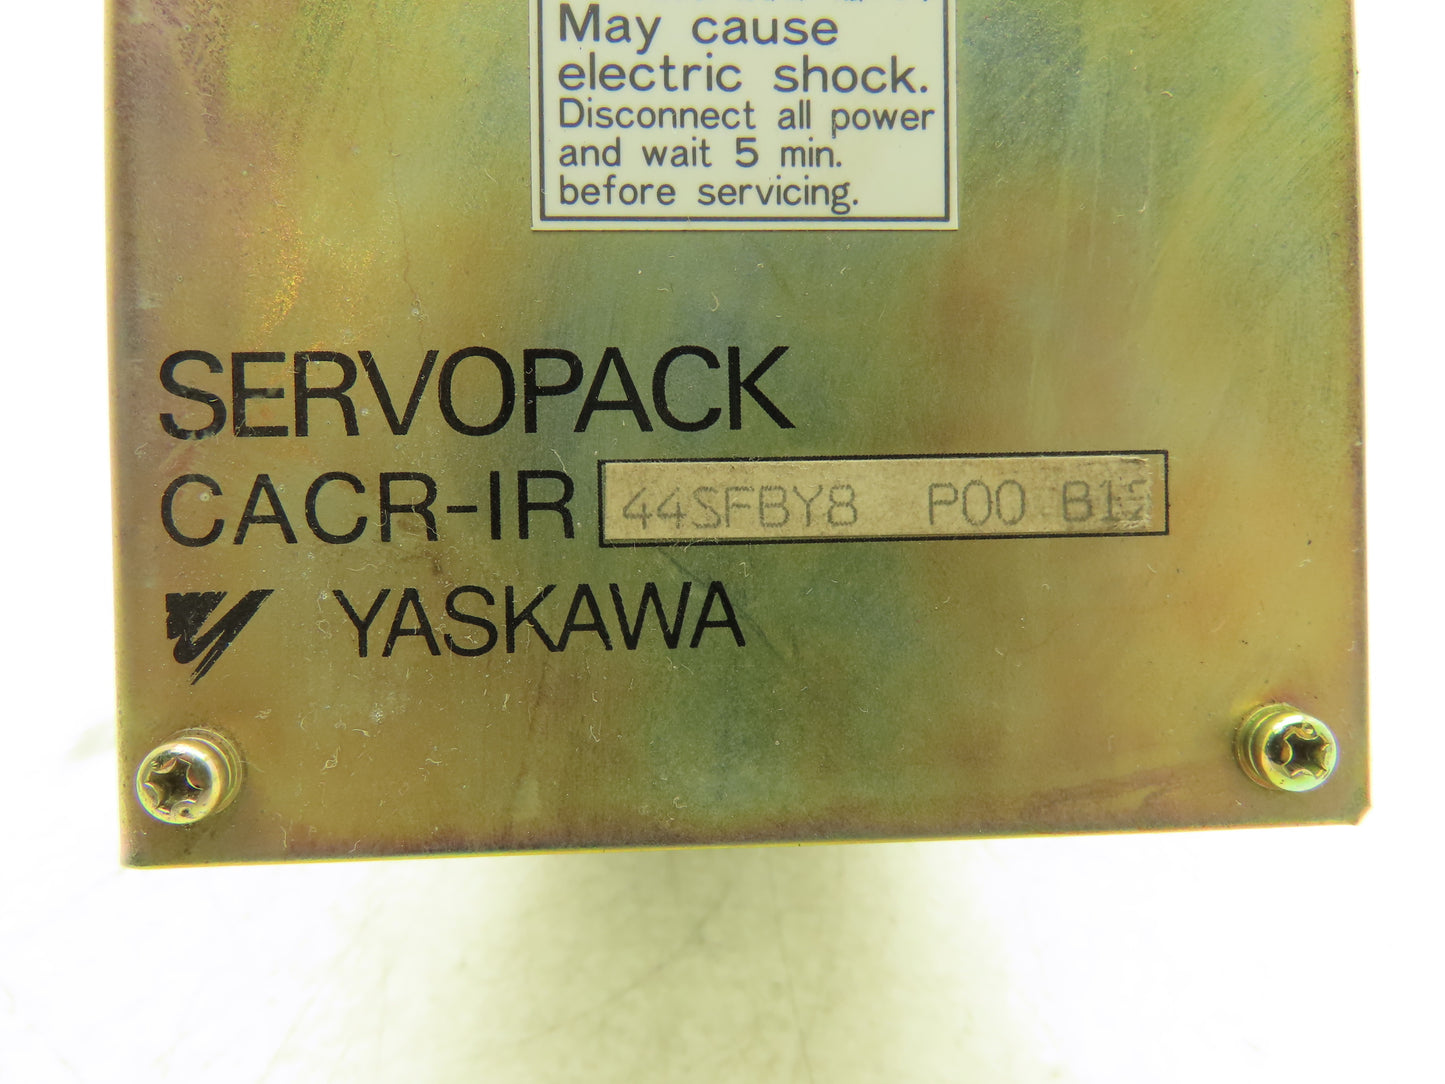 May cause
electric shock.
Disconnect all power
and wait 5 min.
before servicing.
SERVOPACK
CACR-IR 44SFBY8 P00
YASKAWA